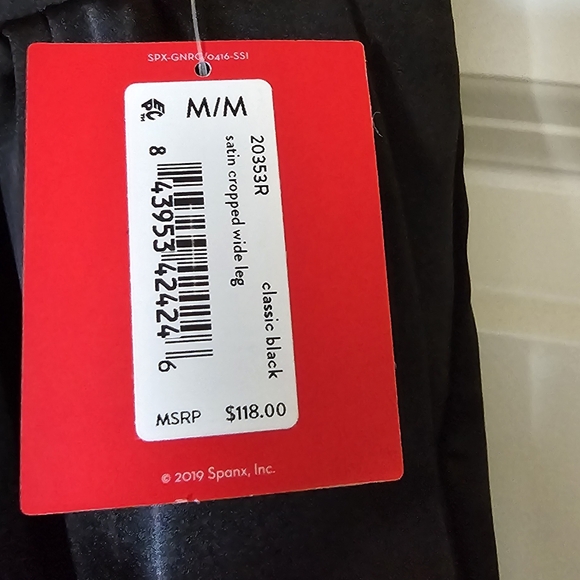 SPX-GNRC/0416-SS1
M/M
20353R
satin cropped wide leg
classic black
8 43953 42424 6
MSRP $118.00
© 2019 Spanx, Inc.